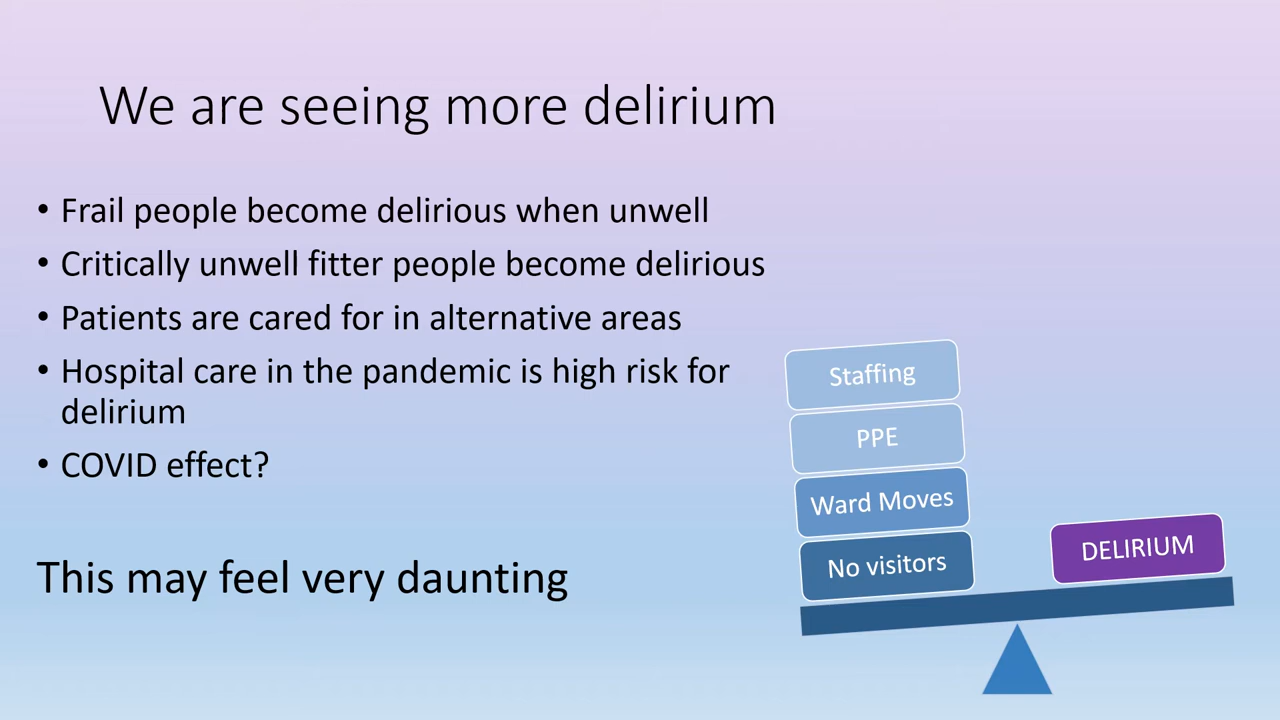 We are seeing more delirium
• Frail people become delirious when unwell
• Critically unwell fitter people become delirious
• Patients are cared for in alternative areas
• Hospital care in the pandemic is high risk for
delirium
• COVID effect?
This may feel very daunting
Staffing
PPE
Ward Moves
No visitors
DELIRIUM